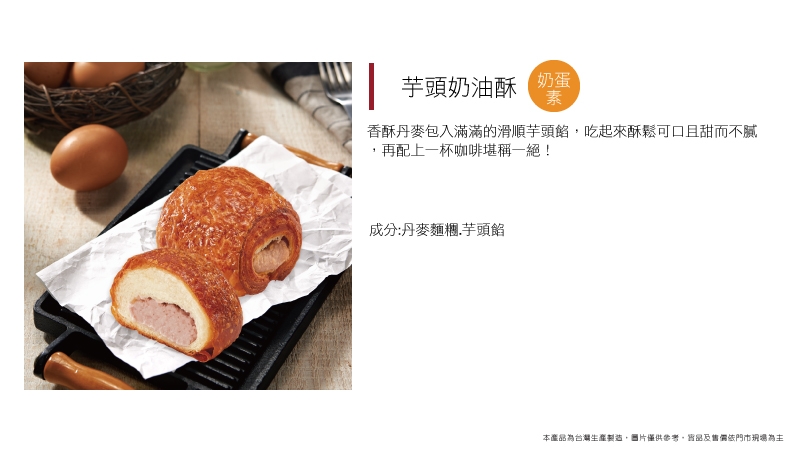 芋頭奶油酥
奶蛋
素
香酥丹麥包入滿滿的滑順芋頭餡，吃起來酥鬆可口且甜而不膩
，再配上一杯咖啡堪稱一絕！
成分:丹麥麵糰.芋頭餡
本產品為台灣生產製造。圖片僅供參考，貨品及售價依門市現場為主